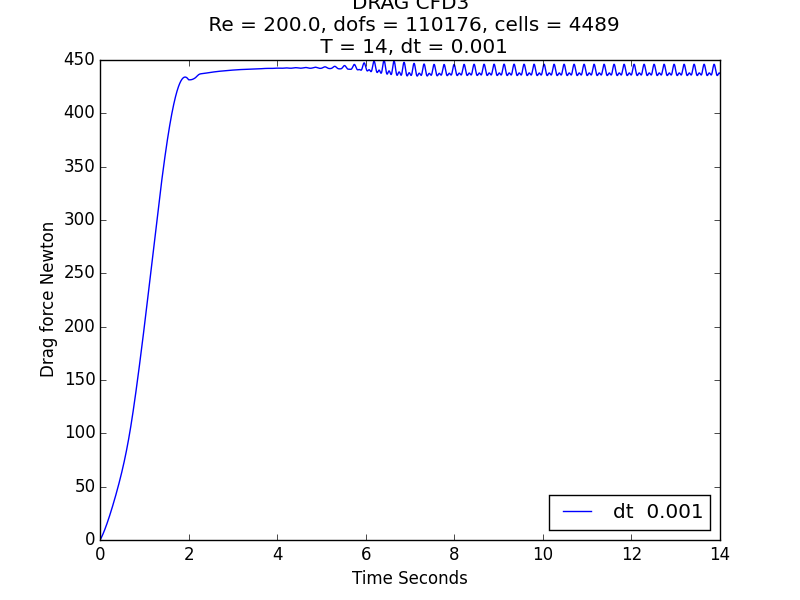 DRAG CFD3
Re = 200.0, dofs = 110176, cells = 4489
T = 14, dt = 0.001
450
400
350
300
250
200
150
100
50
0
Drag force Newton
dt 0.001
0 2 4 6 8 10 12 14
Time Seconds